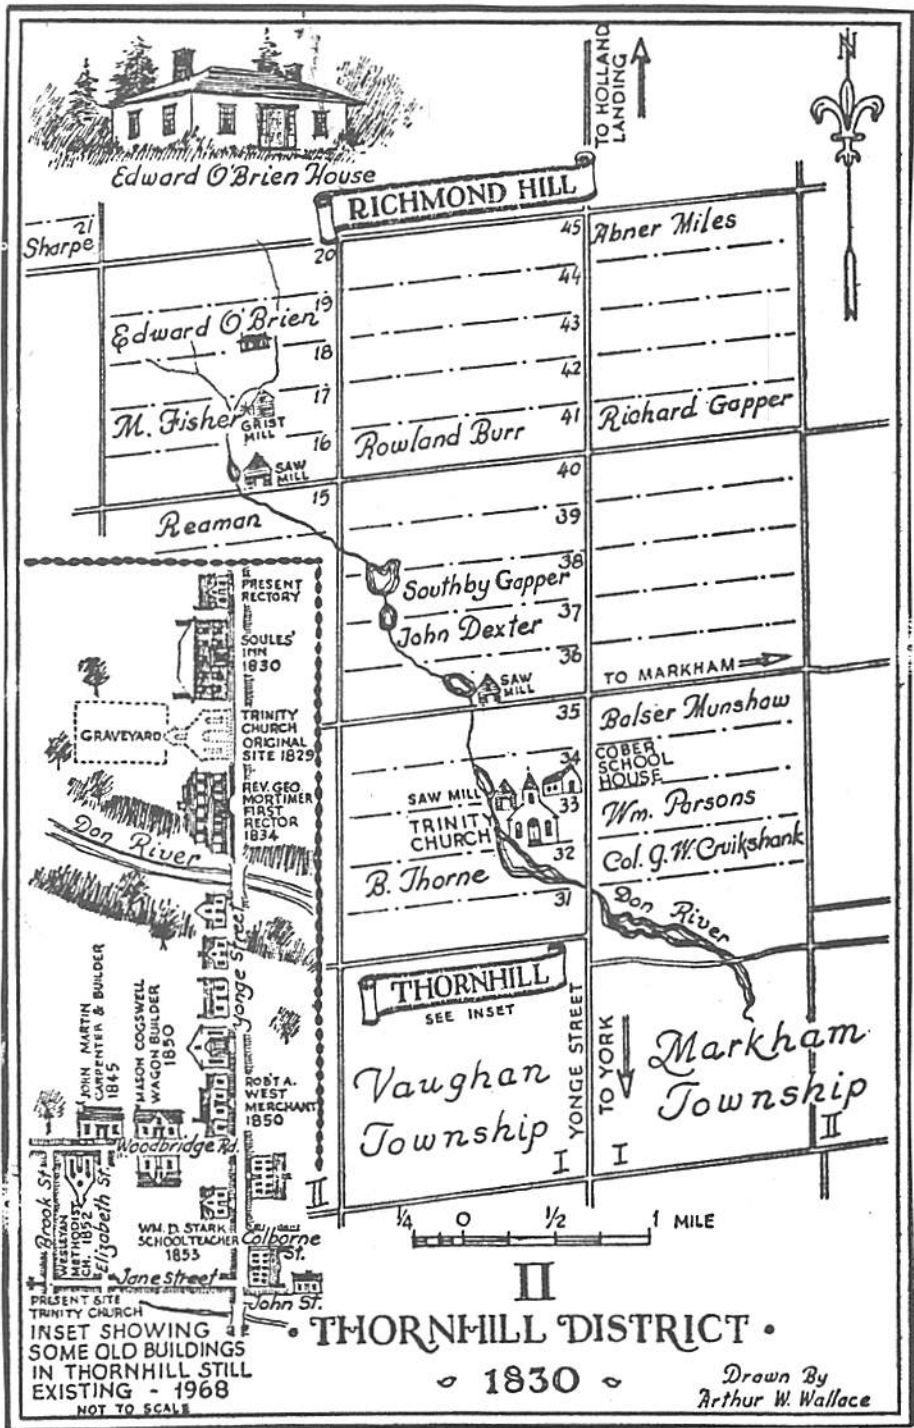 TO HOLLAND
LANDING
N
Edward O'Brien House
RICHMOND HILL
21
Sharpe
20
45
Abner Miles
44
19
Edward O'Brien
43
18
42
17
M. Fisher
GRIST
MILL
41
Richard Gapper
16
Rowland Burr
SAW
MILL
40
15
Reaman
39
38
Southby Gapper
37
John Dexter
36
TO MARKHAM
SAW
MILL
35
Balser Munshaw
34
COBER
SCHOOL
HOUSE
SAW MILL
33
Wm. Parsons
TRINITY
CHURCH
32
Col. G. W. Cruikshank
B. Thorne
31
Don River
THORNHILL
SEE INSET
YONGE STREET
TO YORK
Vaughan
Township
Markham
Township
I
I
II
II
PRESENT
RECTORY
SOULES'
INN
1830
GRAVEYARD
TRINITY
CHURCH
ORIGINAL
SITE 1829
REV. GEO.
MORTIMER
FIRST
RECTOR
1834
Don River
Yonge Street
JOHN MARTIN
CARPENTER & BUILDER
1845
MASON COGSWELL
WAGON BUILDER
1850
ROB'T A.
WEST
MERCHANT
1850
Woodbridge Rd.
Brook St.
WESLEYAN
METHODIST
CH. 1852
Elizabeth St.
WM. D. STARK
SCHOOLTEACHER
1853
Colborne
St.
Jane Street
John St.
PRESENT SITE
TRINITY CHURCH
INSET SHOWING
SOME OLD BUILDINGS
IN THORNHILL STILL
EXISTING - 1968
NOT TO SCALE
1/4 0 1/2 1 MILE
II
• THORNHILL DISTRICT •
1830
Drawn By
Arthur W. Wallace